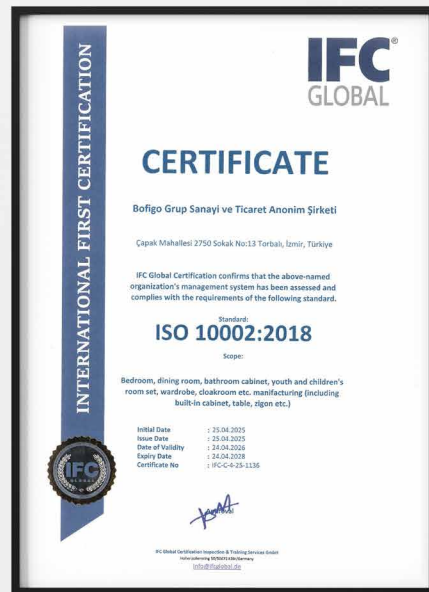 INTERNATIONAL FIRST CERTIFICATION
IFC®
GLOBAL
CERTIFICATE
Bofigo Grup Sanayi ve Ticaret Anonim Şirketi
Çapak Mahallesi 2750 Sokak No:13 Torbalı, İzmir, Türkiye
IFC Global Certification confirms that the above-named
organization's management system has been assessed and
complies with the requirements of the following standard.
Standard:
ISO 10002:2018
Scope:
Bedroom, dining room, bathroom cabinet, youth and children's
room set, wardrobe, cloakroom etc. manifacturing (including
built-in cabinet, table, zigon etc.)
Initial Date : 25.04.2025
Issue Date : 25.04.2025
Date of Validity : 24.04.2026
Expiry Date : 24.04.2028
Certificate No : IFC-C-4-25-1136
IFC
GLOBAL
Approval
IFC Global Certification Inspection & Training Services GmbH
info@ifcglobal.de